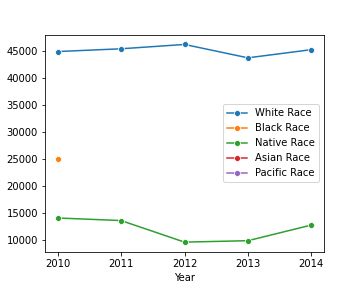 45000
40000
35000
30000
25000
20000
15000
10000
White Race
Black Race
Native Race
Asian Race
Pacific Race
2010 2011 2012 2013 2014
Year